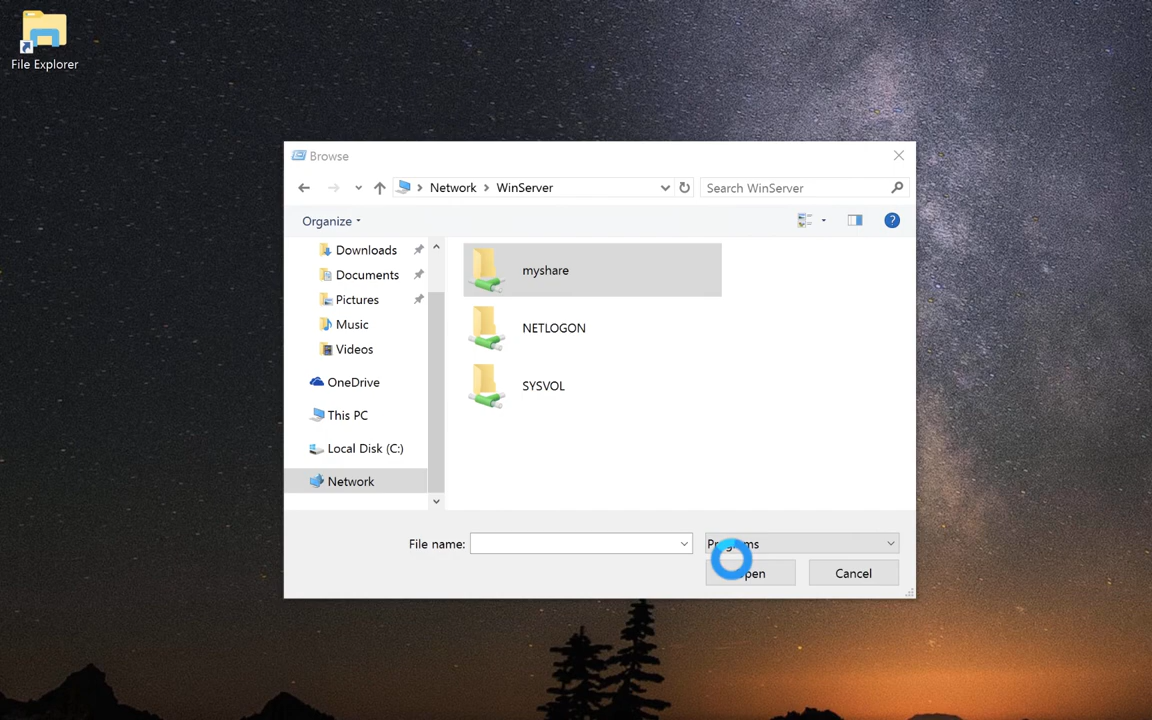 File Explorer
Browse
Network WinServer
Search WinServer
Organize
Downloads
Documents
Pictures
Music
Videos
OneDrive
This PC
Local Disk (C:)
Network
myshare
NETLOGON
SYSVOL
File name:
Cancel